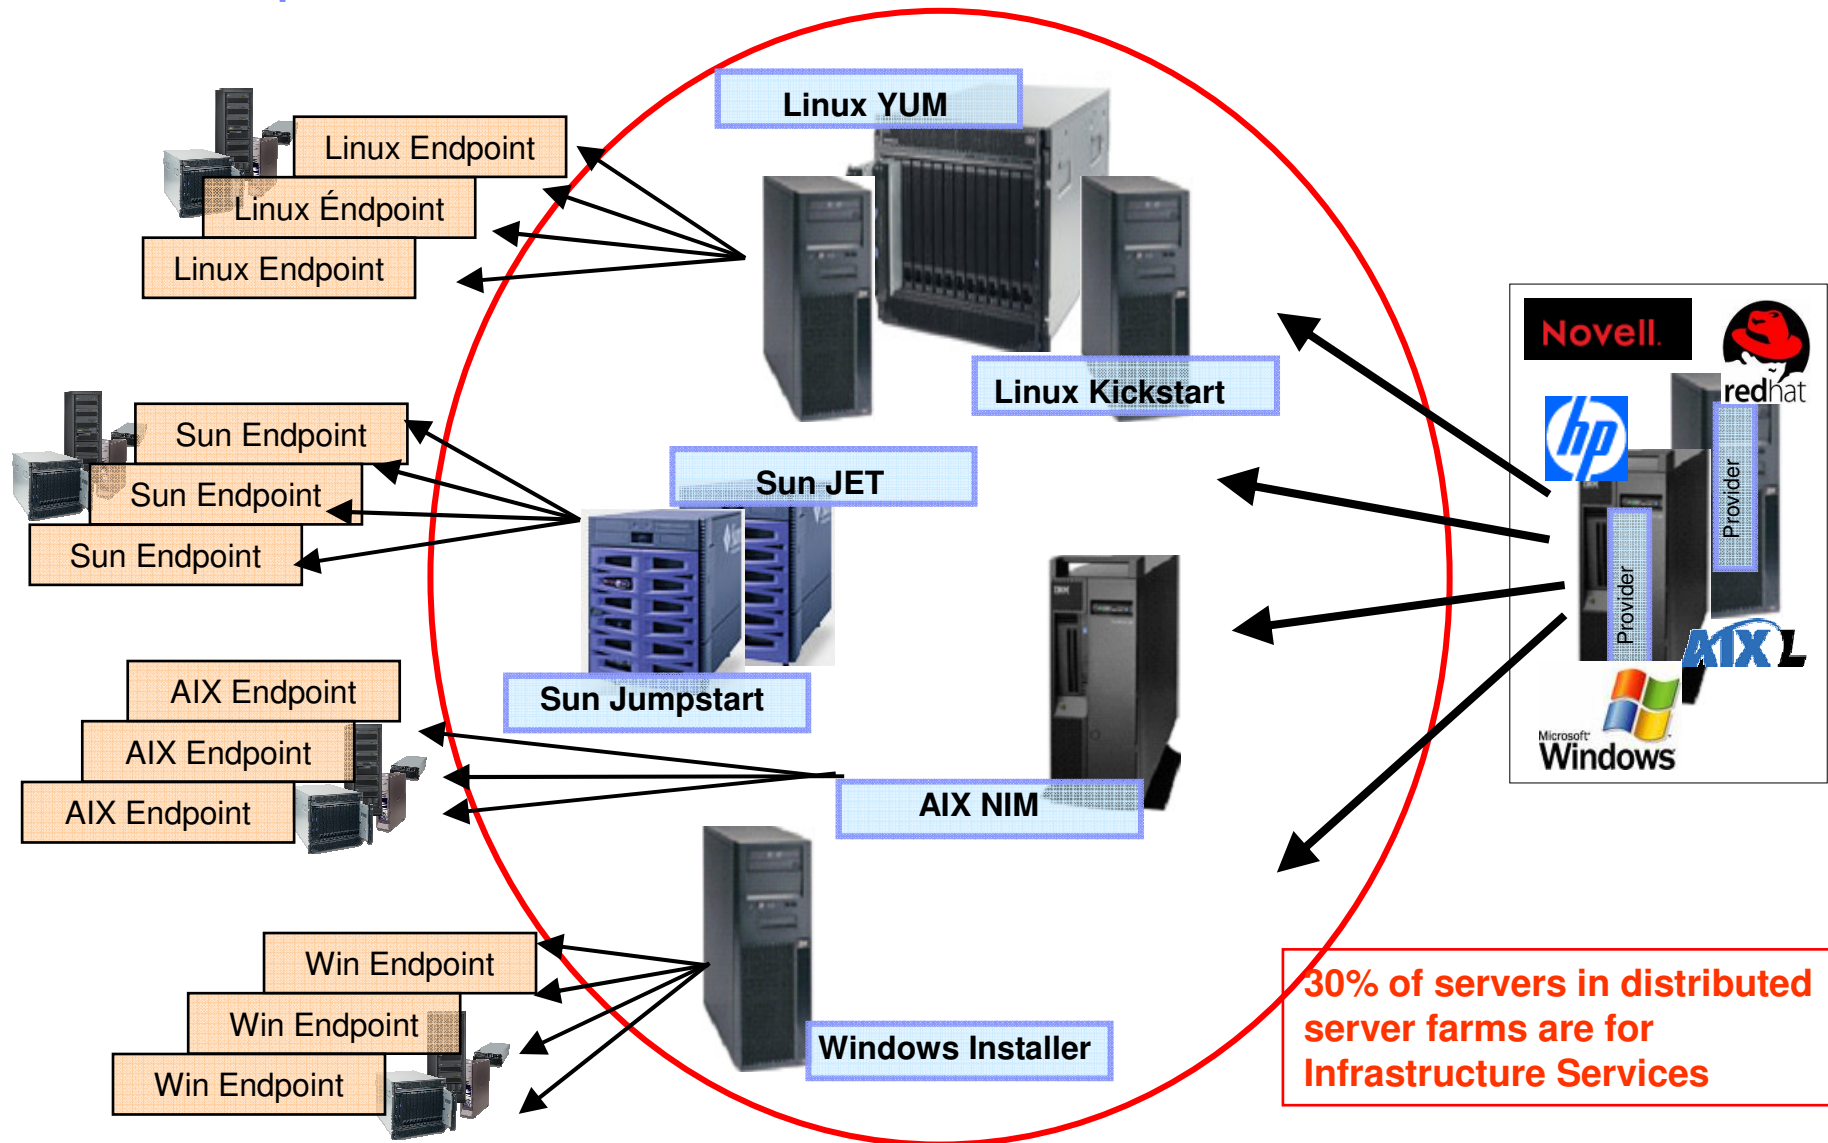 Linux YUM
Linux Endpoint
Linux Éndpoint
Linux Endpoint
Linux Kickstart
Novell.
redhat
hp
Provider
Provider
Sun Endpoint
Sun Endpoint
Sun Endpoint
Sun JET
Sun
Sun Jumpstart
AIX L
Microsoft
Windows
AIX Endpoint
AIX Endpoint
AIX Endpoint
AIX NIM
Win Endpoint
Win Endpoint
Win Endpoint
Windows Installer
30% of servers in distributed
server farms are for
Infrastructure Services